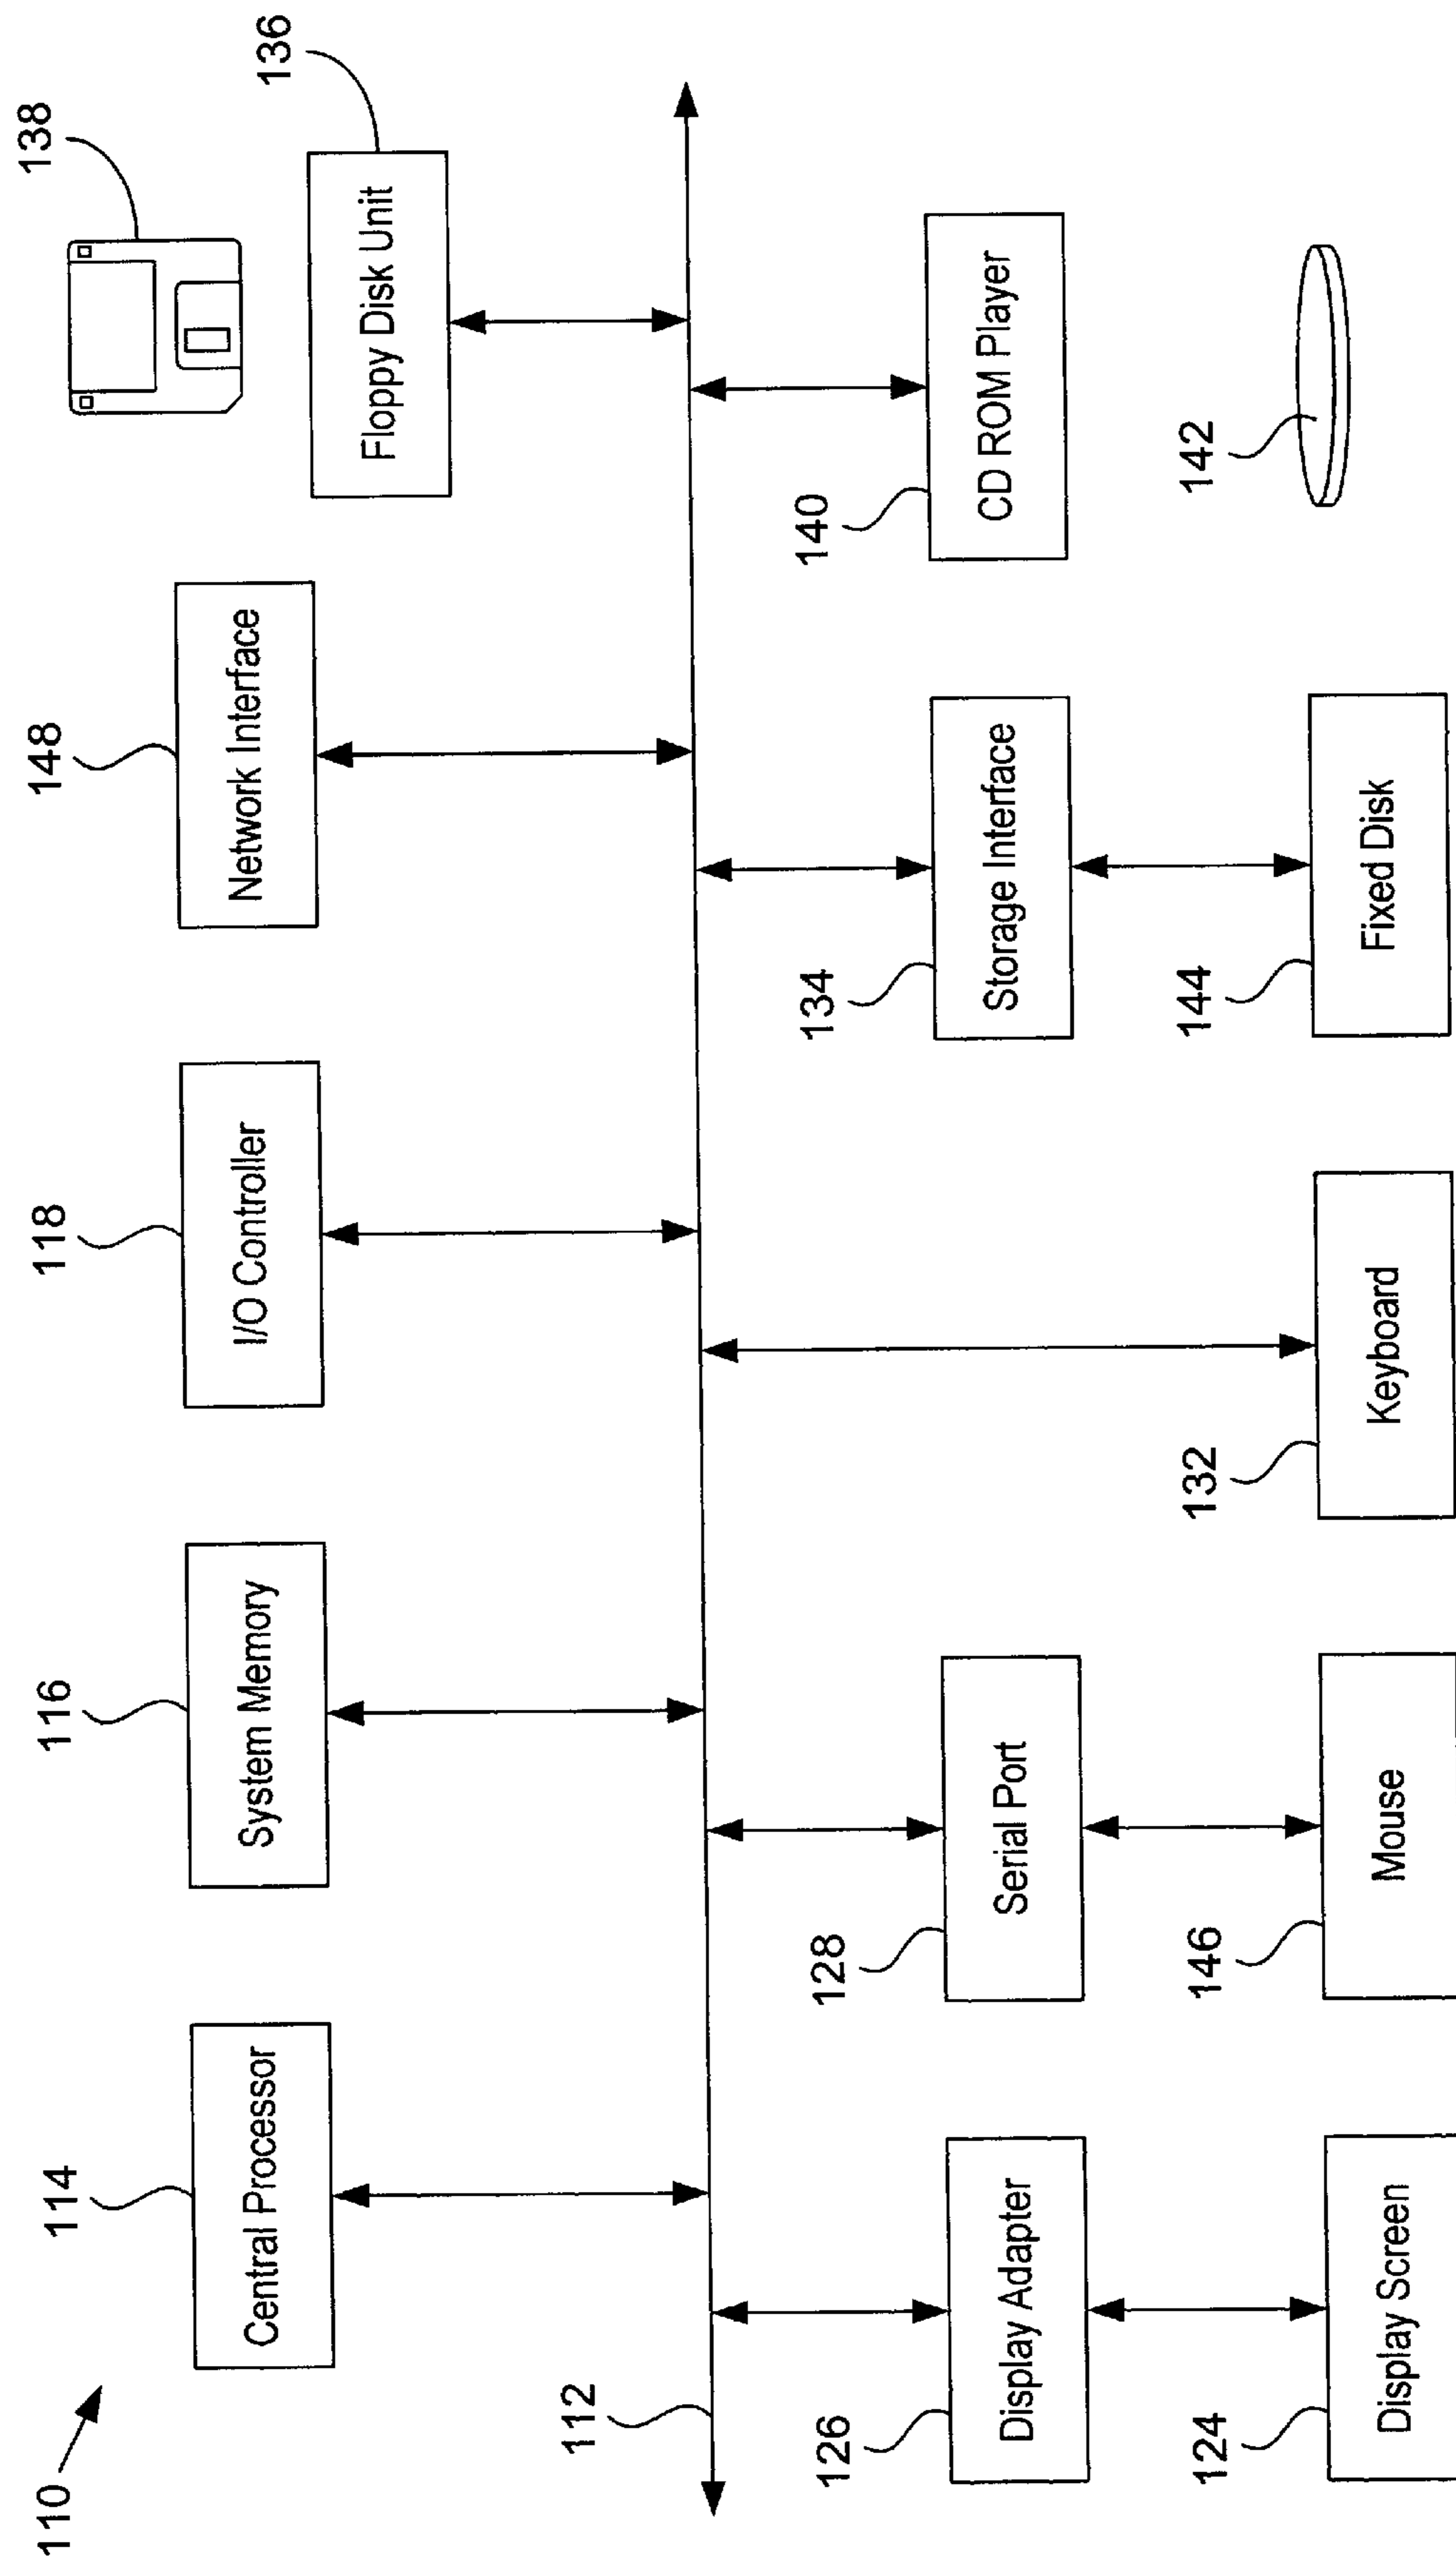 110
114
Central Processor
116
System Memory
118
I/O Controller
148
Network Interface
138
136
Floppy Disk Unit
112
126
Display Adapter
128
Serial Port
134
Storage Interface
140
CD ROM Player
124
Display Screen
146
Mouse
132
Keyboard
144
Fixed Disk
142